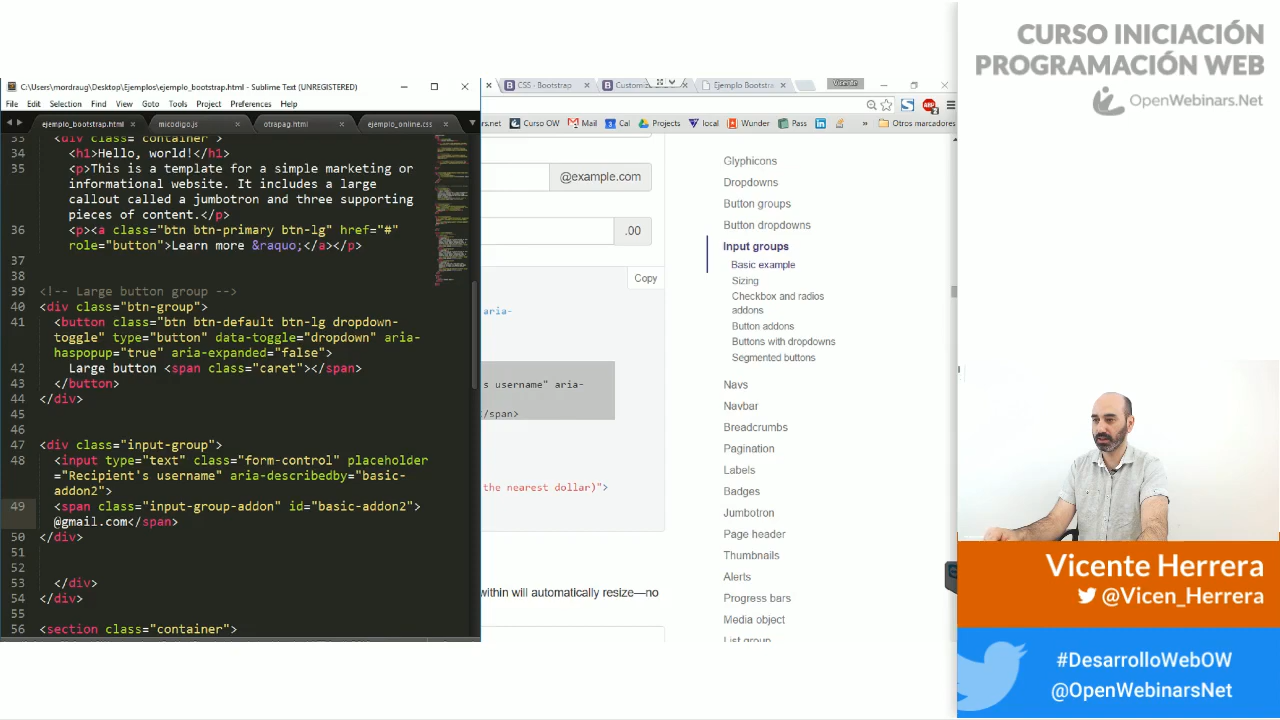 CURSO INICIACIÓN
PROGRAMACIÓN WEB
OpenWebinars.Net
C:\Users\mordraug\Desktop\Ejemplos\ejemplo_bootstrap.html - Sublime Text (UNREGISTERED)
File Edit Selection Find View Goto Tools Project Preferences Help
ejemplo_bootstrap.html × micodigo.js × otrapag.html × ejemplo_online.css ×
33 <div class="container">
34 <h1>Hello, world!</h1>
35 <p>This is a template for a simple marketing or
informational website. It includes a large
callout called a jumbotron and three supporting
pieces of content.</p>
36 <p><a class="btn btn-primary btn-lg" href="#"
role="button">Learn more &raquo;</a></p>
37
38
39 <!-- Large button group -->
40 <div class="btn-group">
41 <button class="btn btn-default btn-lg dropdown-
toggle" type="button" data-toggle="dropdown" aria-
haspopup="true" aria-expanded="false">
42 Large button <span class="caret"></span>
43 </button>
44 </div>
45
46
47 <div class="input-group">
48 <input type="text" class="form-control" placeholder
="Recipient's username" aria-describedby="basic-
addon2">
49 <span class="input-group-addon" id="basic-addon2">
@gmail.com</span>
50 </div>
51
52
53 </div>
54 </div>
55
56 <section class="container">
CSS · Bootstrap × Custom Ejemplo Bootstrap × Vicente
ABP 2
s.net Curso OW Mail Cal Projects local Wunder Pass Otros marcadores
@example.com
.00
Copy
aria-
s username" aria-
/span>
the nearest dollar)">
within will automatically resize—no
Glyphicons
Dropdowns
Button groups
Button dropdowns
Input groups
Basic example
Sizing
Checkbox and radios
addons
Button addons
Buttons with dropdowns
Segmented buttons
Navs
Navbar
Breadcrumbs
Pagination
Labels
Badges
Jumbotron
Page header
Thumbnails
Alerts
Progress bars
Media object
List group
Vicente Herrera
@Vicen_Herrera
#DesarrolloWebOW
@OpenWebinarsNet